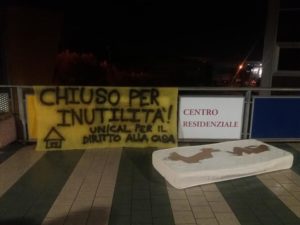 CHIUSO PER
INUTILITÀ!
UNICAL PER IL
DIRITTO ALLA CASA
CENTRO
RESIDENZIALE